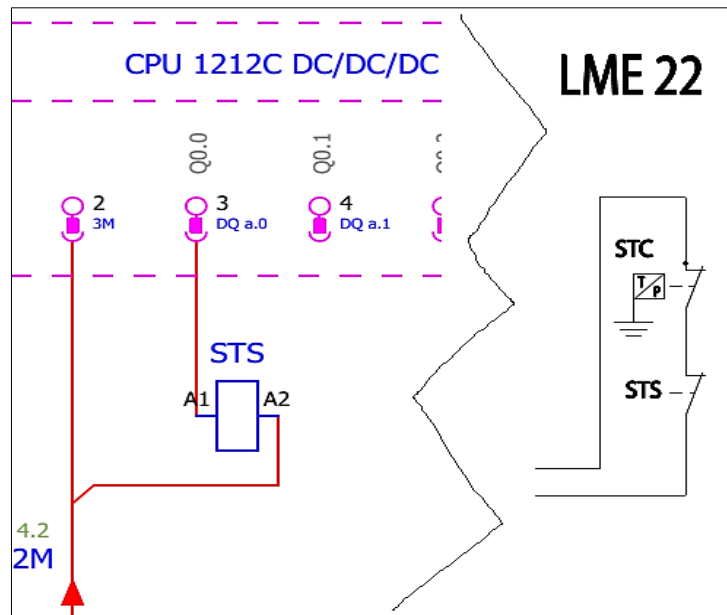 CPU 1212C DC/DC/DC
LME 22
Q0.0
Q0.1
2
3M
3
DQ a.0
4
DQ a.1
STC
T/P
STS
A1
A2
STS
4.2
2M